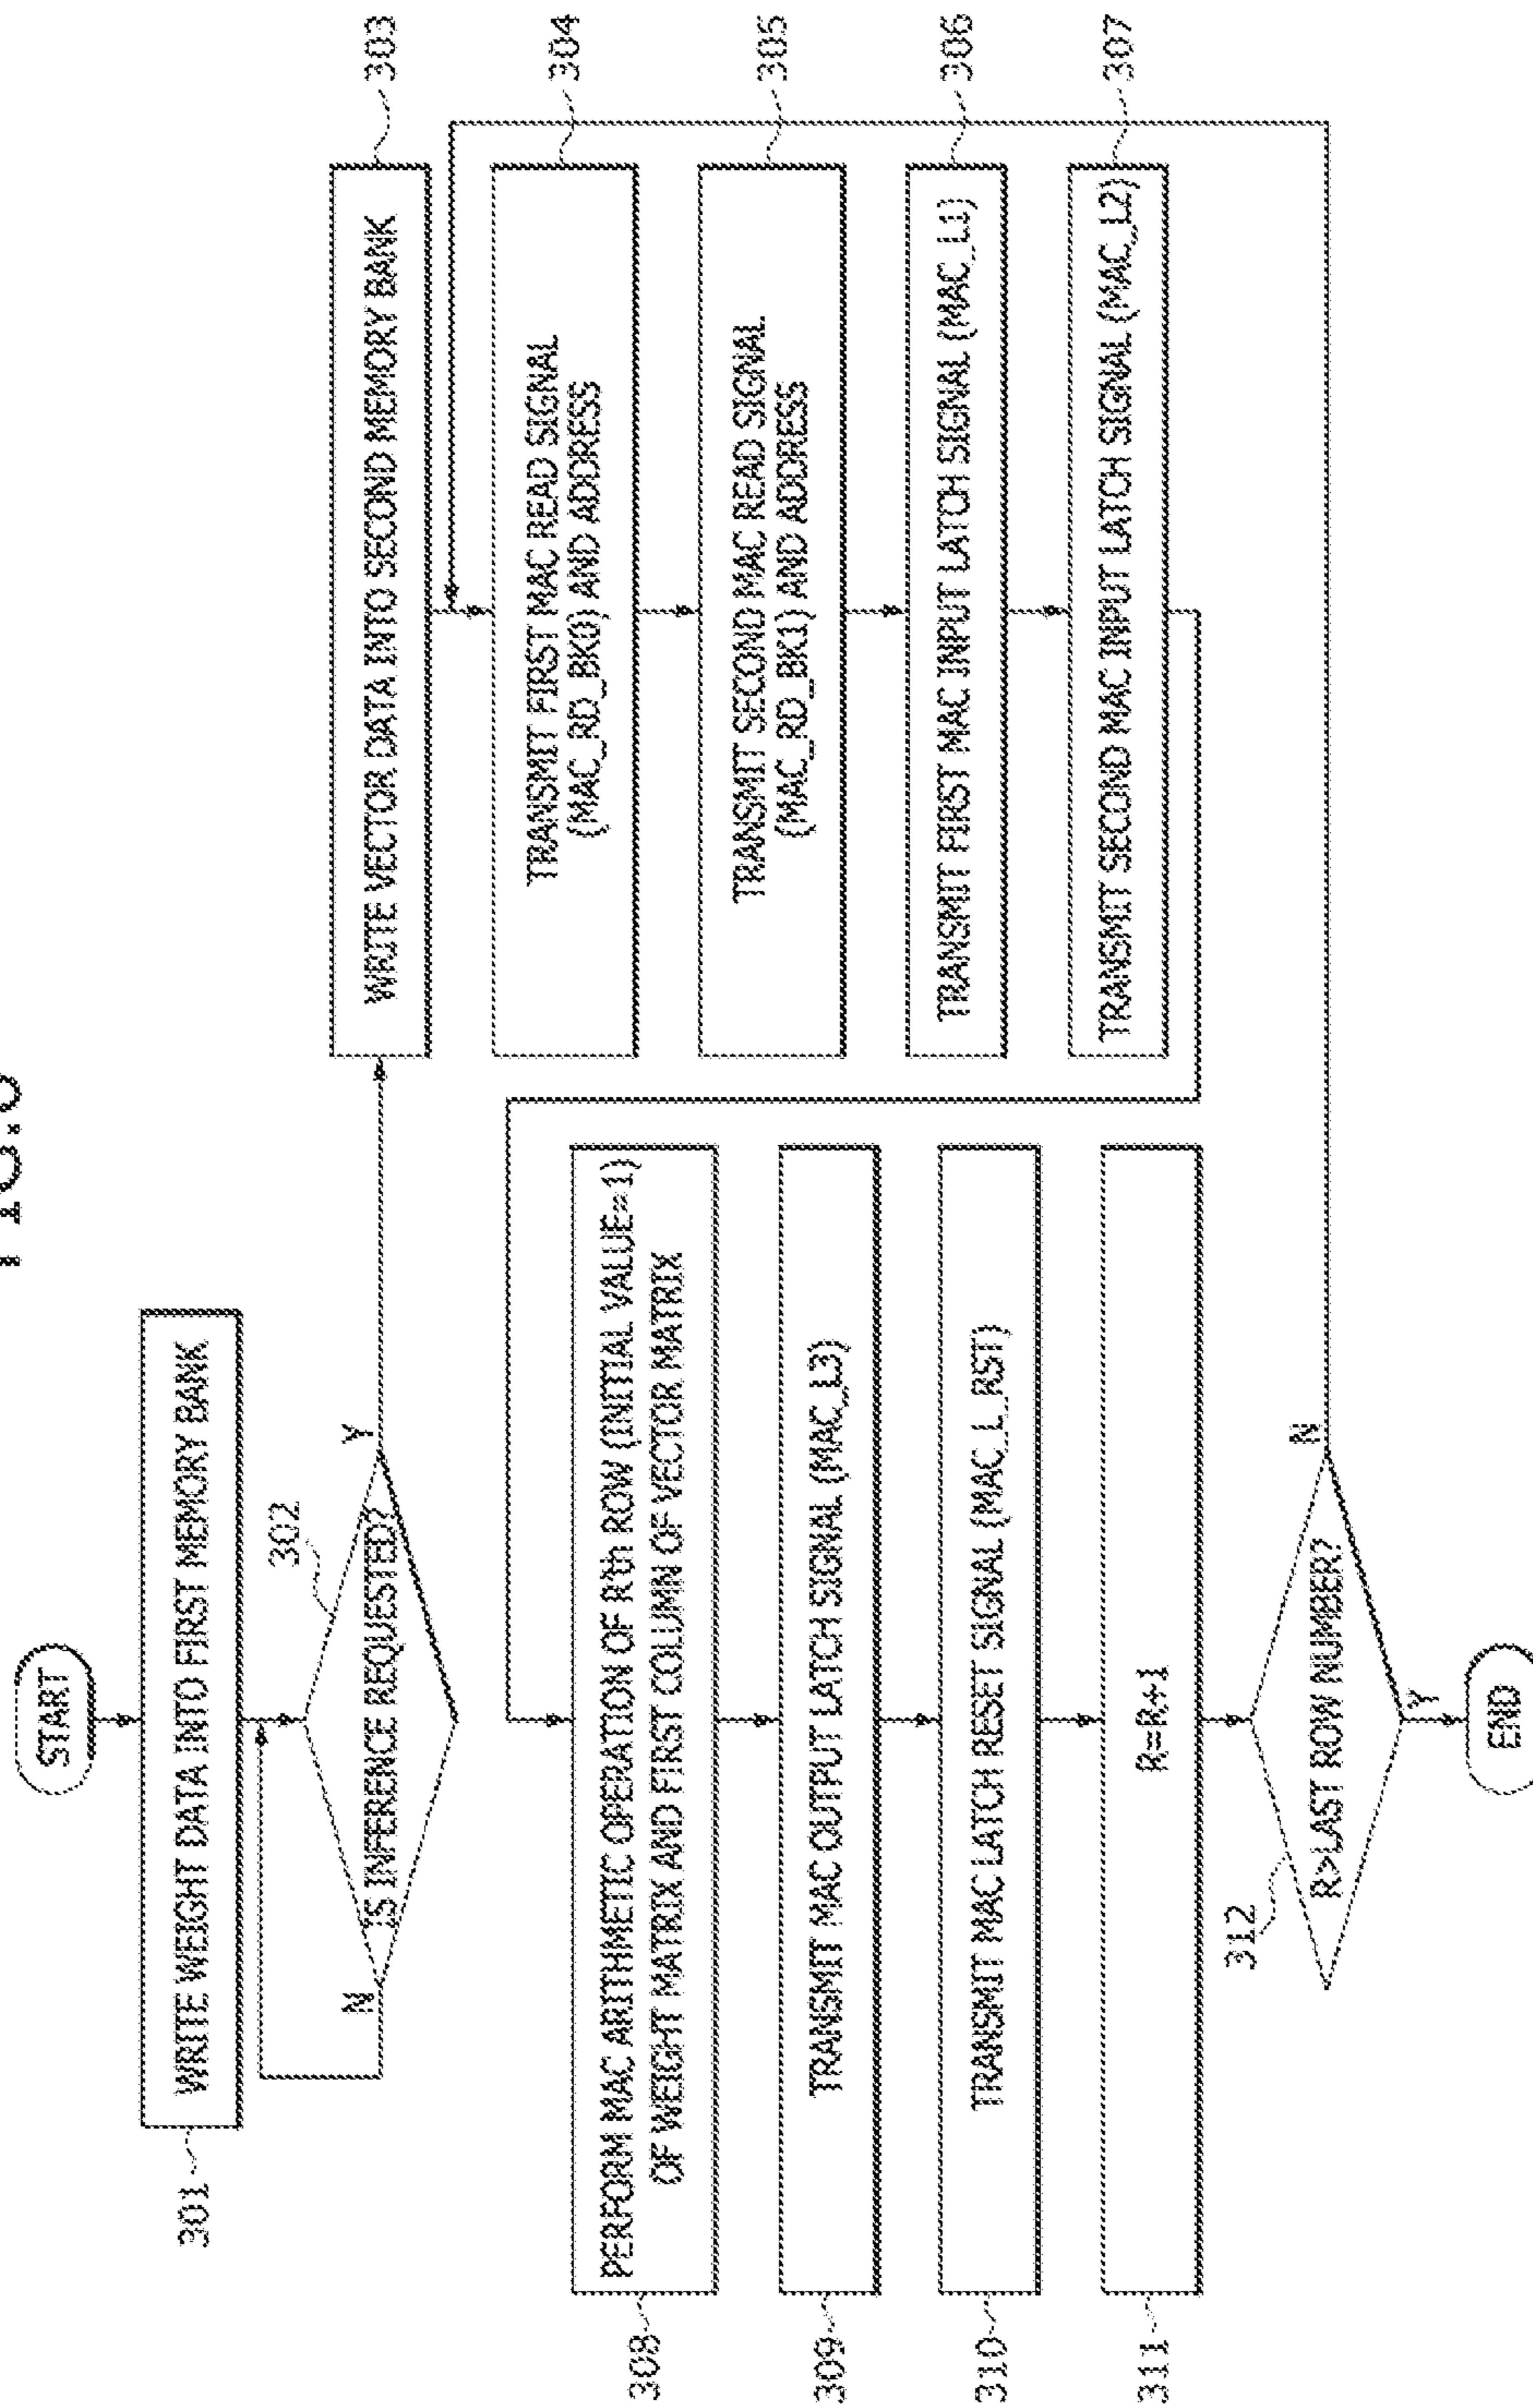 START
301
WRITE WEIGHT DATA INTO FIRST MEMORY BANK
302
IS INFERENCE REQUESTED?
N
Y
WRITE VECTOR DATA INTO SECOND MEMORY BANK
303
TRANSMIT FIRST MAC READ SIGNAL
(MAC_RD_BK0) AND ADDRESS
304
TRANSMIT SECOND MAC READ SIGNAL
(MAC_RD_BK1) AND ADDRESS
305
TRANSMIT FIRST MAC INPUT LATCH SIGNAL (MAC_L1)
306
TRANSMIT SECOND MAC INPUT LATCH SIGNAL (MAC_L2)
307
308
PERFORM MAC ARITHMETIC OPERATION OF Rth ROW (INITIAL VALUE=1)
OF WEIGHT MATRIX AND FIRST COLUMN OF VECTOR MATRIX
309
TRANSMIT MAC OUTPUT LATCH SIGNAL (MAC_L3)
310
TRANSMIT MAC LATCH RESET SIGNAL (MAC_L_RST)
311
R=R+1
312
R>LAST ROW NUMBER?
N
Y
END